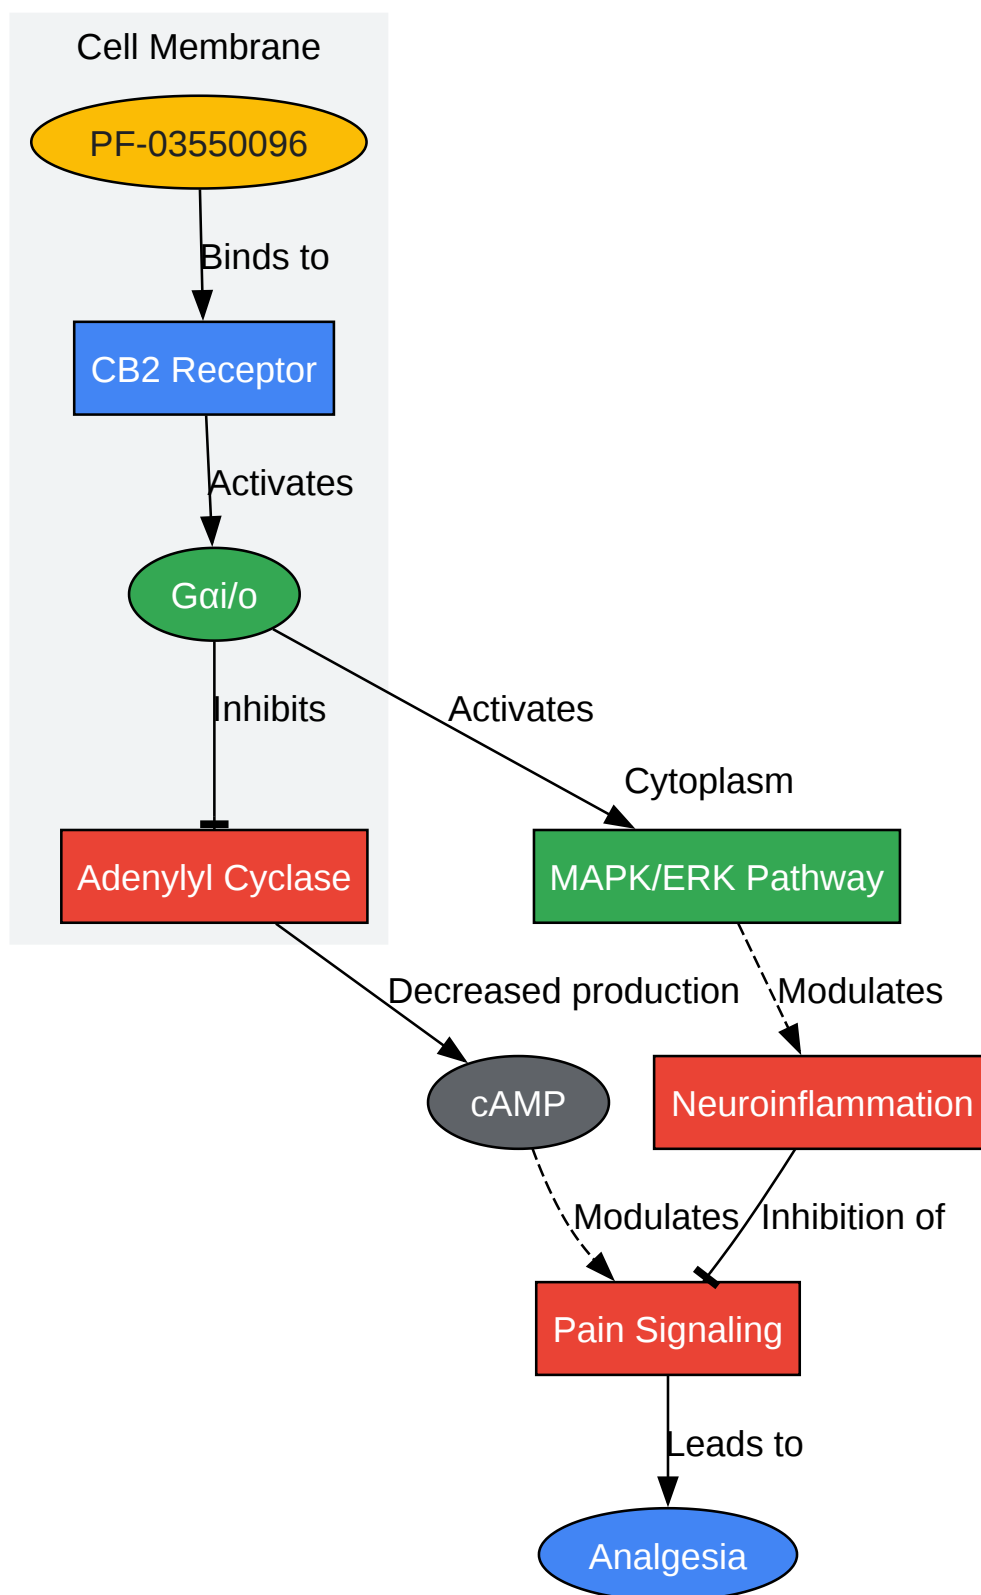 Cell Membrane
PF-03550096
Binds to
CB2 Receptor
Activates
Gαi/o
Inhibits
Activates
Cytoplasm
Adenylyl Cyclase
MAPK/ERK Pathway
Decreased production
Modulates
cAMP
Neuroinflammation
Modulates
Inhibition of
Pain Signaling
Leads to
Analgesia